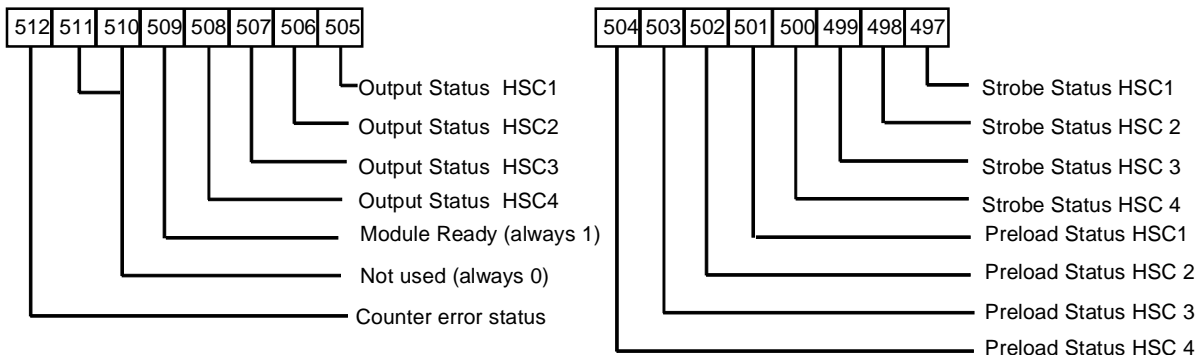 512 511 510 509 508 507 506 505
Output Status HSC1
Output Status HSC2
Output Status HSC3
Output Status HSC4
Module Ready (always 1)
Not used (always 0)
Counter error status
504 503 502 501 500 499 498 497
Strobe Status HSC1
Strobe Status HSC 2
Strobe Status HSC 3
Strobe Status HSC 4
Preload Status HSC1
Preload Status HSC 2
Preload Status HSC 3
Preload Status HSC 4